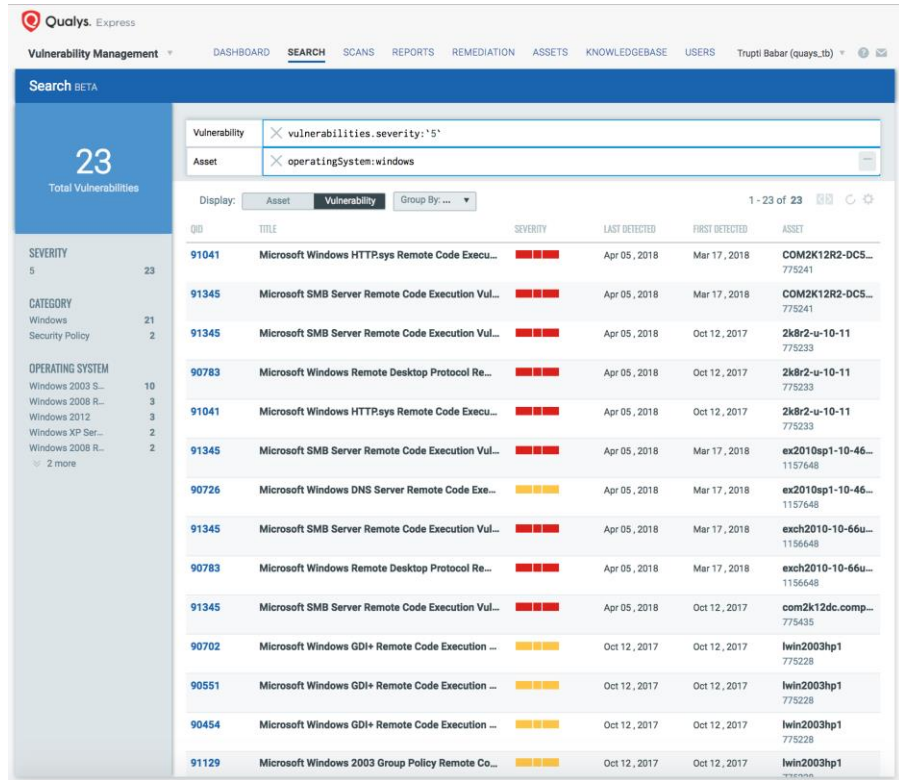 Qualys. Express
Vulnerability Management DASHBOARD SEARCH SCANS REPORTS REMEDIATION ASSETS KNOWLEDGEBASE USERS Trupti Babar (quays_tb)
Search BETA
23
Total Vulnerabilities
Vulnerability vulnerabilities.severity:`5`
Asset operatingSystem:windows
Display: Asset Vulnerability Group By: ... 1 - 23 of 23
QID TITLE SEVERITY LAST DETECTED FIRST DETECTED ASSET
SEVERITY
5 23
CATEGORY
Windows 21
Security Policy 2
OPERATING SYSTEM
Windows 2003 S... 10
Windows 2008 R... 3
Windows 2012 3
Windows XP Ser... 2
Windows 2008 R... 2
2 more
91041 Microsoft Windows HTTP.sys Remote Code Execu... Apr 05, 2018 Mar 17, 2018 COM2K12R2-DC5...
775241
91345 Microsoft SMB Server Remote Code Execution Vul... Apr 05, 2018 Mar 17, 2018 COM2K12R2-DC5...
775241
91345 Microsoft SMB Server Remote Code Execution Vul... Apr 05, 2018 Oct 12, 2017 2k8r2-u-10-11
775233
90783 Microsoft Windows Remote Desktop Protocol Re... Apr 05, 2018 Oct 12, 2017 2k8r2-u-10-11
775233
91041 Microsoft Windows HTTP.sys Remote Code Execu... Apr 05, 2018 Oct 12, 2017 2k8r2-u-10-11
775233
91345 Microsoft SMB Server Remote Code Execution Vul... Apr 05, 2018 Mar 17, 2018 ex2010sp1-10-46...
1157648
90726 Microsoft Windows DNS Server Remote Code Exe... Apr 05, 2018 Mar 17, 2018 ex2010sp1-10-46...
1157648
91345 Microsoft SMB Server Remote Code Execution Vul... Apr 05, 2018 Mar 17, 2018 exch2010-10-66u...
1156648
90783 Microsoft Windows Remote Desktop Protocol Re... Apr 05, 2018 Mar 17, 2018 exch2010-10-66u...
1156648
91345 Microsoft SMB Server Remote Code Execution Vul... Apr 05, 2018 Oct 12, 2017 com2k12dc.comp...
775435
90702 Microsoft Windows GDI+ Remote Code Execution ... Oct 12, 2017 Oct 12, 2017 lwin2003hp1
775228
90551 Microsoft Windows GDI+ Remote Code Execution ... Oct 12, 2017 Oct 12, 2017 lwin2003hp1
775228
90454 Microsoft Windows GDI+ Remote Code Execution ... Oct 12, 2017 Oct 12, 2017 lwin2003hp1
775228
91129 Microsoft Windows 2003 Group Policy Remote Co... Oct 12, 2017 Oct 12, 2017 lwin2003hp1